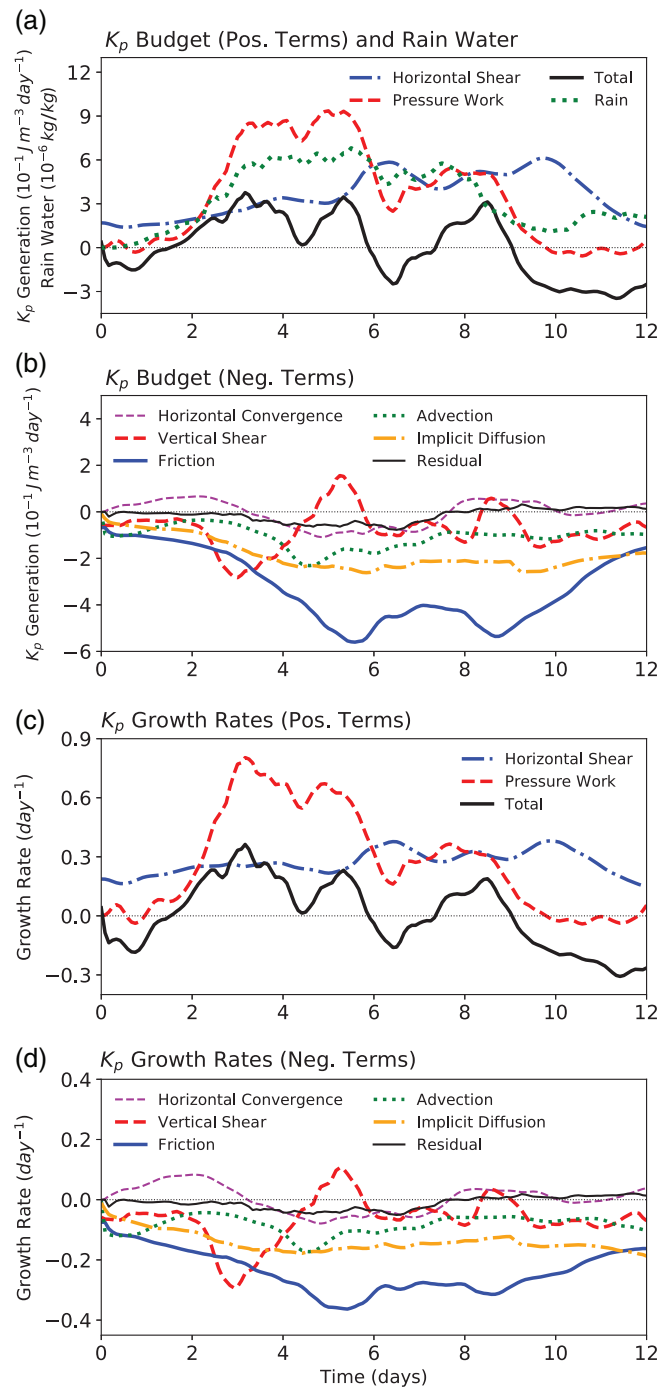 (a)
K_p Budget (Pos. Terms) and Rain Water
Horizontal Shear
Pressure Work
Total
Rain
12
9
6
3
0
−3
K_p Generation (10⁻¹ J m⁻³ day⁻¹)
Rain Water (10⁻⁶ kg/kg)
0 2 4 6 8 10 12
(b)
K_p Budget (Neg. Terms)
Horizontal Convergence
Vertical Shear
Friction
Advection
Implicit Diffusion
Residual
4
2
0
−2
−4
−6
K_p Generation (10⁻¹ J m⁻³ day⁻¹)
0 2 4 6 8 10 12
(c)
K_p Growth Rates (Pos. Terms)
Horizontal Shear
Pressure Work
Total
0.9
0.6
0.3
0.0
−0.3
Growth Rate (day⁻¹)
0 2 4 6 8 10 12
(d)
K_p Growth Rates (Neg. Terms)
Horizontal Convergence
Vertical Shear
Friction
Advection
Implicit Diffusion
Residual
0.4
0.2
0.0
−0.2
−0.4
Growth Rate (day⁻¹)
0 2 4 6 8 10 12
Time (days)